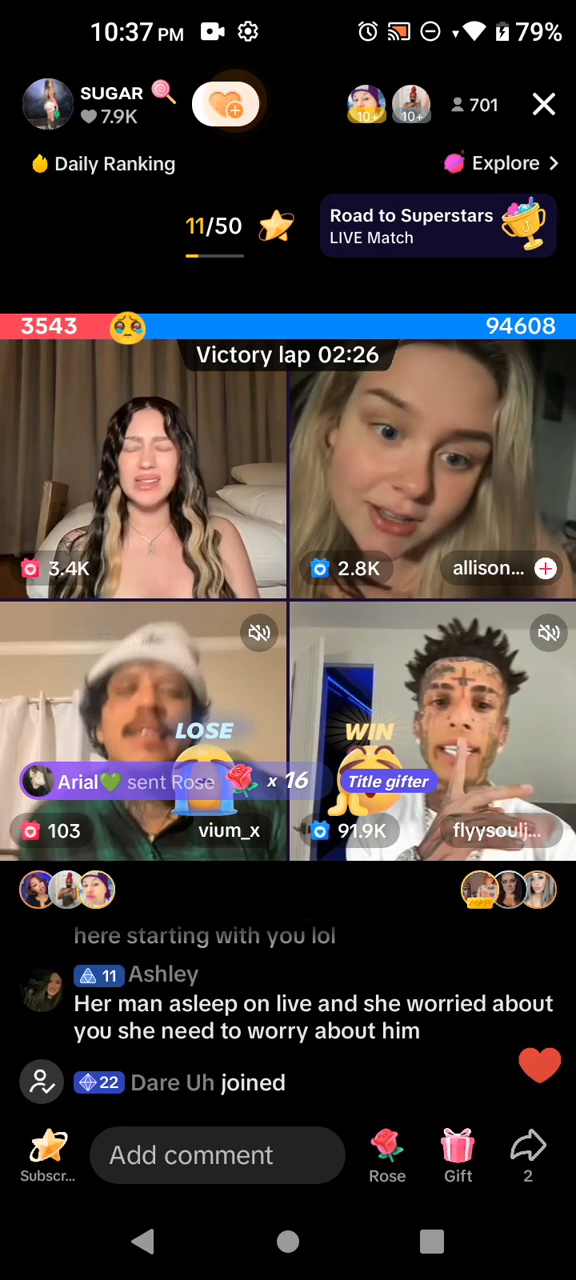 10:37 PM
79%
SUGAR
7.9K
10+
10+
701
Daily Ranking
Explore
11/50
Road to Superstars
LIVE Match
3543
94608
Victory lap 02:26
3.4K
2.8K
allison...
LOSE
WIN
Arial💚 sent Rose x 16
Title gifter
103
vium_x
91.9K
flyysoulj...
MVP
here starting with you lol
11 Ashley
Her man asleep on live and she worried about
you she need to worry about him
22 Dare Uh joined
Subscr...
Add comment
Rose
Gift
2